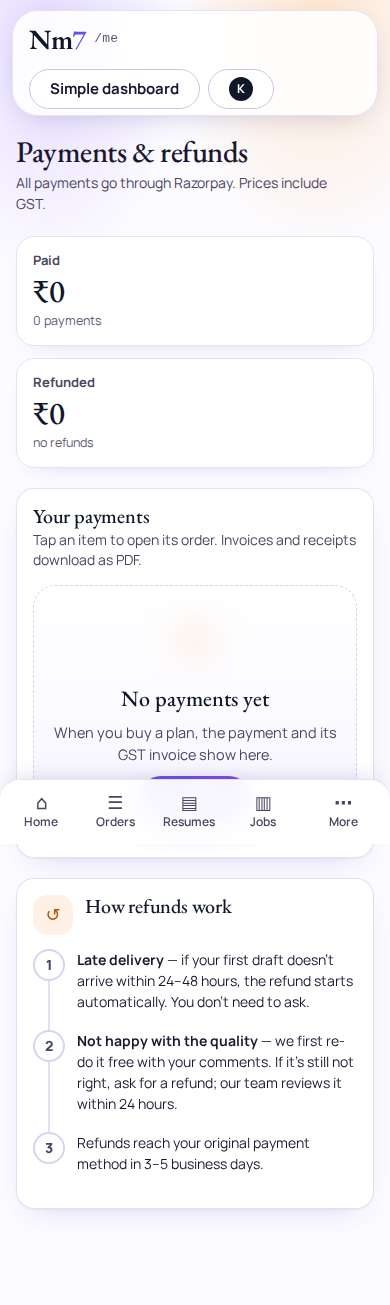 Nm7 /me
Simple dashboard
K
Payments & refunds
All payments go through Razorpay. Prices include
GST.
Paid
₹0
0 payments
Refunded
₹0
no refunds
Your payments
Tap an item to open its order. Invoices and receipts
download as PDF.
No payments yet
When you buy a plan, the payment and its
GST invoice show here.
Home
Orders
Resumes
Jobs
More
How refunds work
1
Late delivery — if your first draft doesn't
arrive within 24–48 hours, the refund starts
automatically. You don't need to ask.
2
Not happy with the quality — we first re-
do it free with your comments. If it's still not
right, ask for a refund; our team reviews it
within 24 hours.
3
Refunds reach your original payment
method in 3–5 business days.